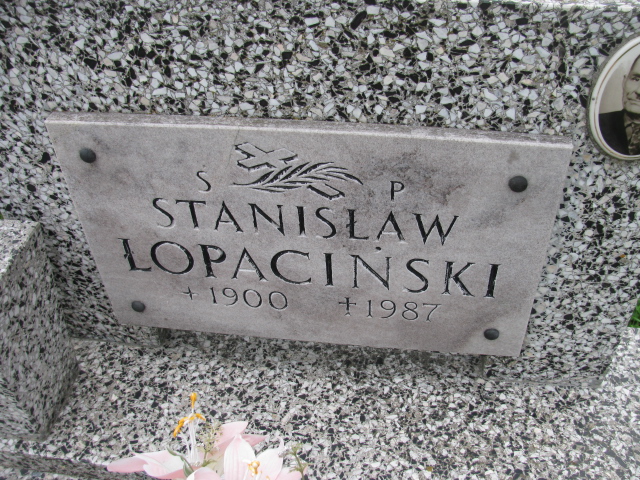 S P
STANISŁAW
ŁOPACIŃSKI
+ 1900 †1987